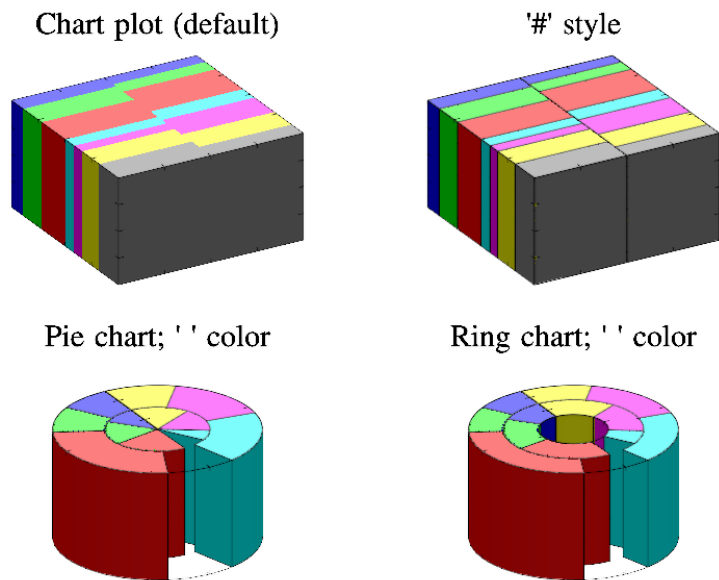 Chart plot (default)
'#' style
Pie chart; ' ' color
Ring chart; ' ' color